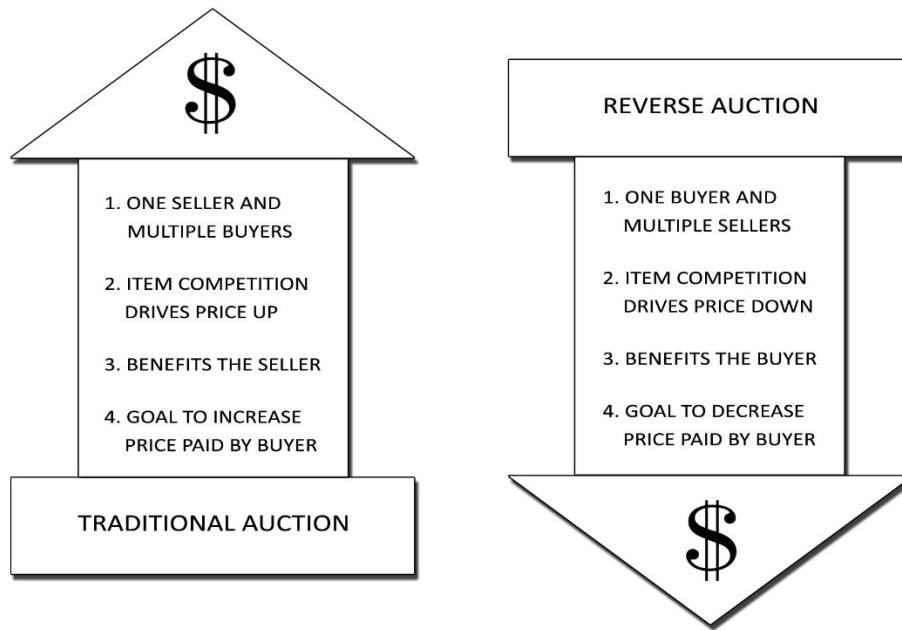 $
1. ONE SELLER AND
MULTIPLE BUYERS
2. ITEM COMPETITION
DRIVES PRICE UP
3. BENEFITS THE SELLER
4. GOAL TO INCREASE
PRICE PAID BY BUYER
TRADITIONAL AUCTION
REVERSE AUCTION
1. ONE BUYER AND
MULTIPLE SELLERS
2. ITEM COMPETITION
DRIVES PRICE DOWN
3. BENEFITS THE BUYER
4. GOAL TO DECREASE
PRICE PAID BY BUYER
$